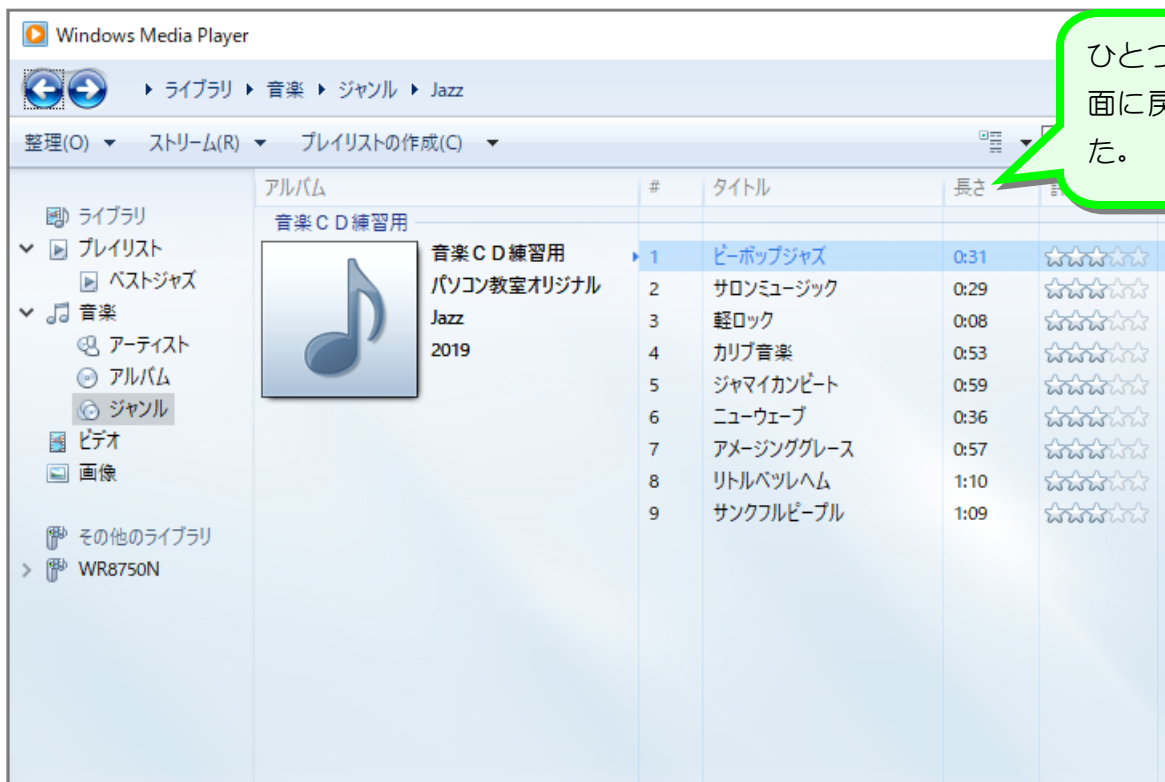 Windows Media Player
ライブラリ 音楽 ジャンル Jazz
整理(O) ストリーム(R) プレイリストの作成(C)
ひとつ
面に戻
た。
アルバム # タイトル 長さ
ライブラリ
プレイリスト
ベストジャズ
音楽
アーティスト
アルバム
ジャンル
ビデオ
画像
その他のライブラリ
WR8750N
音楽CD練習用
音楽CD練習用
パソコン教室オリジナル
Jazz
2019
1 ビーボップジャズ 0:31
2 サロンミュージック 0:29
3 軽ロック 0:08
4 カリブ音楽 0:53
5 ジャマイカンビート 0:59
6 ニューウェーブ 0:36
7 アメージンググレース 0:57
8 リトルベツレヘム 1:10
9 サンクフルピープル 1:09